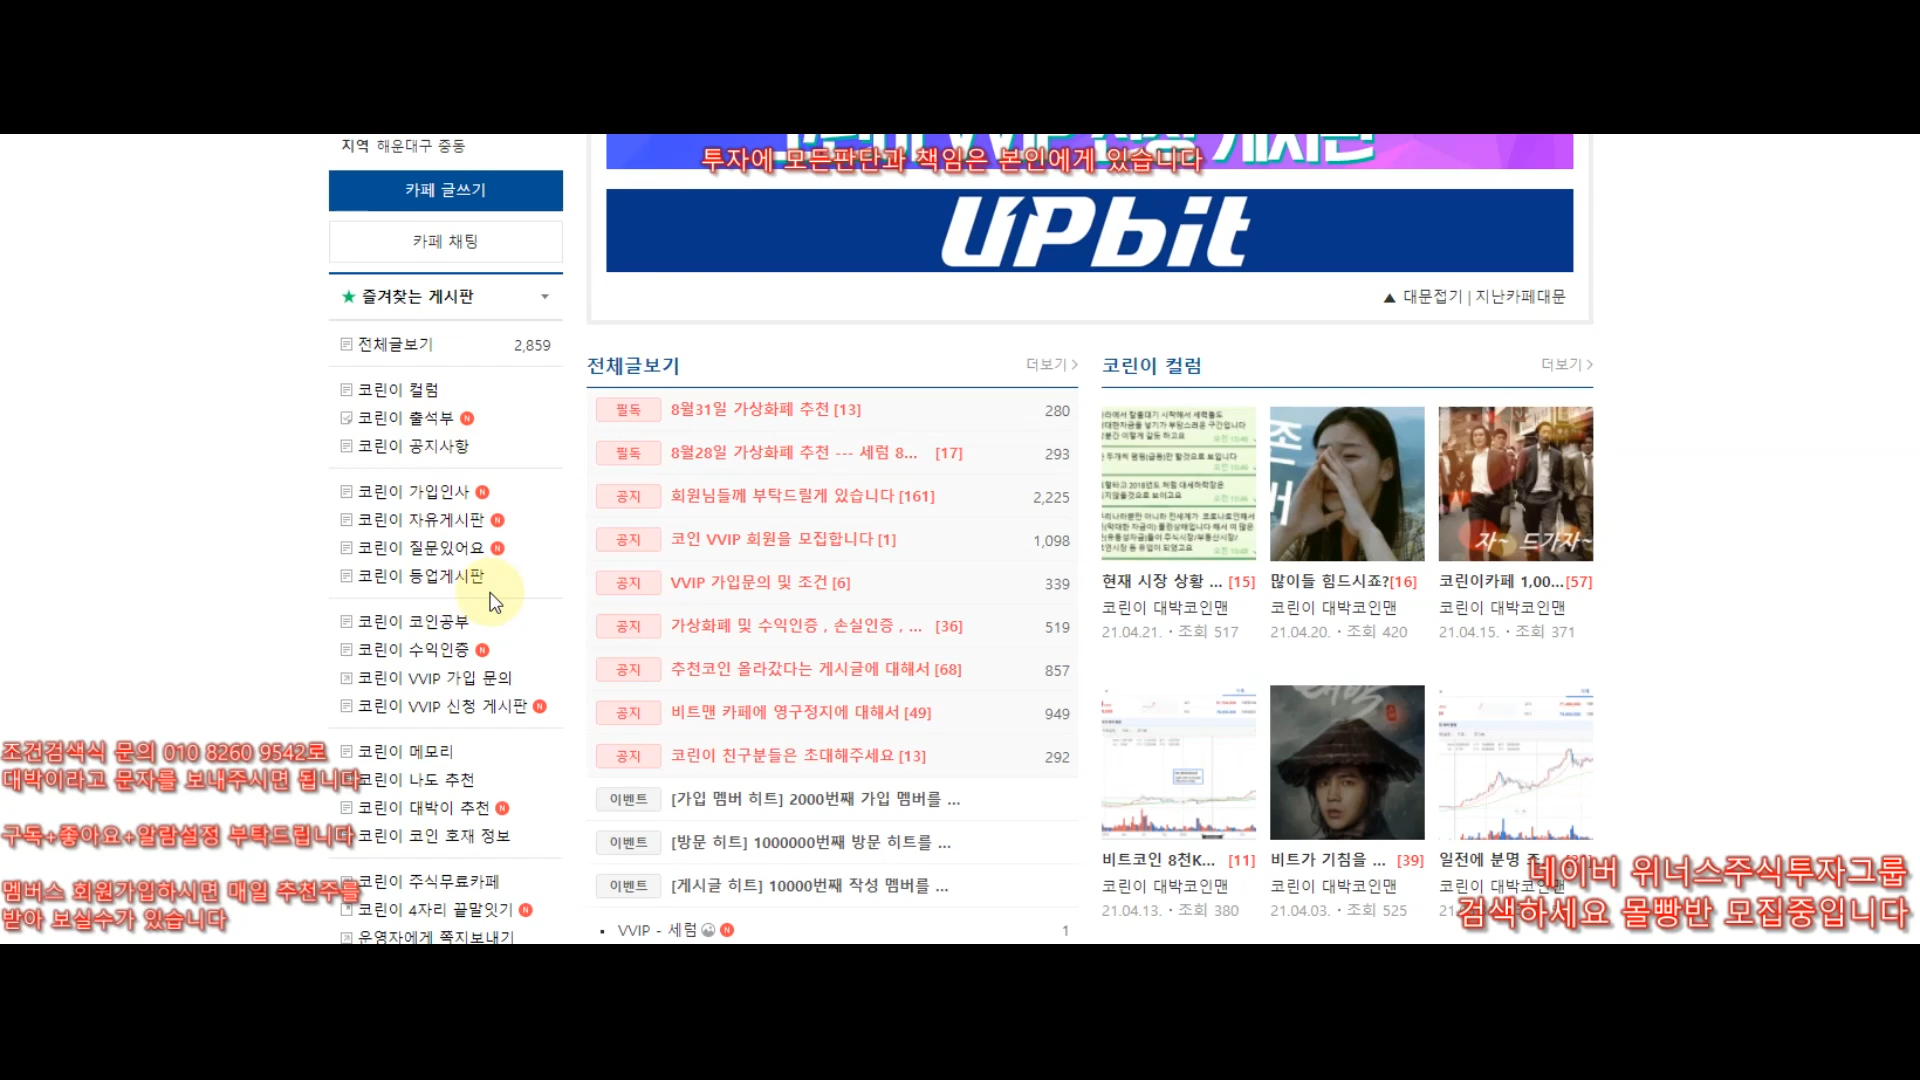 지역 해운대구 중동
카페 글쓰기
카페 채팅
★ 즐겨찾는 게시판
전체글보기 2,859
코린이 컬럼
코린이 출석부 N
코린이 공지사항
코린이 가입인사 N
코린이 자유게시판 N
코린이 질문있어요 N
코린이 등업게시판
코린이 코인공부
코린이 수익인증 N
코린이 VVIP 가입 문의
코린이 VVIP 신청 게시판 N
코린이 메모리
코린이 나도 추천
코린이 대박이 추천 N
코린이 코인 호재 정보
코린이 주식무료카페
코린이 4자리 끝말잇기 N
운영자에게 쪽지보내기
조건검색식 문의 010 8260 9542로
대박이라고 문자를 보내주시면 됩니다
구독+좋아요+알람설정 부탁드립니다
멤버스 회원가입하시면 매일 추천주를
받아 보실수가 있습니다
코린이 VVIP 신청 게시판
투자에 모든판단과 책임은 본인에게 있습니다
UPbit
▲ 대문접기 | 지난카페대문
전체글보기 더보기 >
필독 8월31일 가상화폐 추천 [13] 280
필독 8월28일 가상화폐 추천 --- 세럼 8... [17] 293
공지 회원님들께 부탁드릴게 있습니다 [161] 2,225
공지 코인 VVIP 회원을 모집합니다 [1] 1,098
공지 VVIP 가입문의 및 조건 [6] 339
공지 가상화폐 및 수익인증 , 손실인증 , ... [36] 519
공지 추천코인 올라갔다는 게시글에 대해서 [68] 857
공지 비트맨 카페에 영구정지에 대해서 [49] 949
공지 코린이 친구분들은 초대해주세요 [13] 292
이벤트 [가입 멤버 히트] 2000번째 가입 멤버를 ...
이벤트 [방문 히트] 1000000번째 방문 히트를 ...
이벤트 [게시글 히트] 10000번째 작성 멤버를 ...
VVIP - 세럼 N 1
코린이 컬럼 더보기 >
존
버
자~ 드가자~
현재 시장 상황 ... [15]
코린이 대박코인맨
21.04.21. · 조회 517
많이들 힘드시죠? [16]
코린이 대박코인맨
21.04.20. · 조회 420
코린이카페 1,00... [57]
코린이 대박코인맨
21.04.15. · 조회 371
대박
비트코인 8천K... [11]
코린이 대박코인맨
21.04.13. · 조회 380
비트가 기침을 ... [39]
코린이 대박코인맨
21.04.03. · 조회 525
일전에 분명 죠
코린이 대박코인맨
네이버 위너스주식투자그룹
검색하세요 몰빵반 모집중입니다